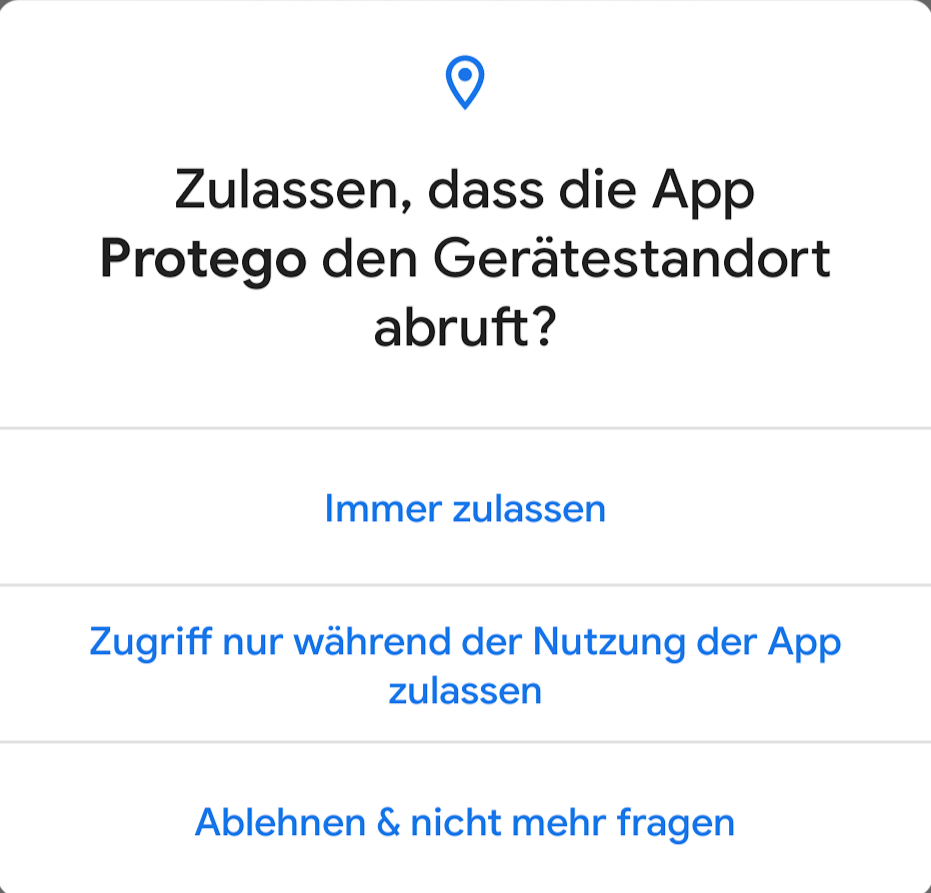 Zulassen, dass die App
Protego den Gerätestandort
abruft?
Immer zulassen
Zugriff nur während der Nutzung der App
zulassen
Ablehnen & nicht mehr fragen